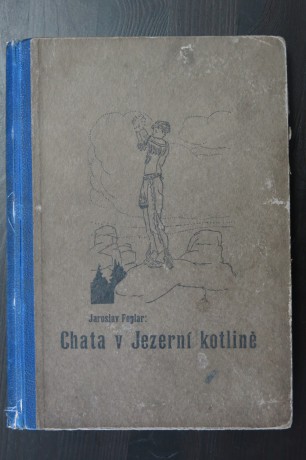 Jaroslav Foglar:
Chata v Jezerní kotlině